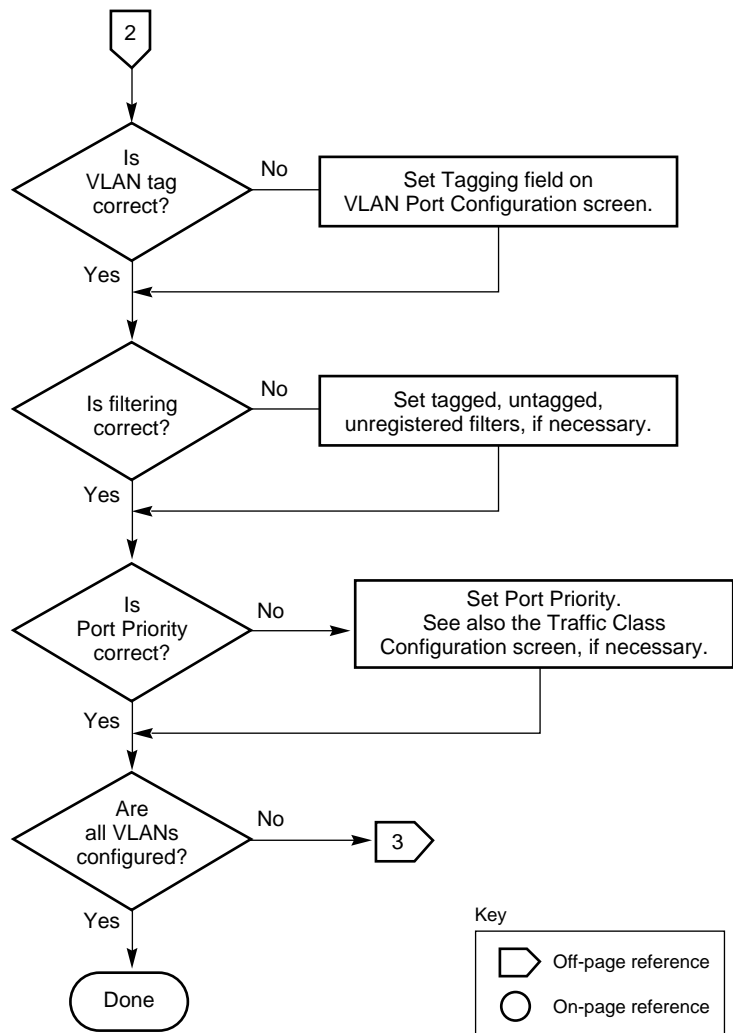 2
Is
VLAN tag
correct?
No
Set Tagging field on
VLAN Port Configuration screen.
Yes
Is filtering
correct?
No
Set tagged, untagged,
unregistered filters, if necessary.
Yes
Is
Port Priority
correct?
No
Set Port Priority.
See also the Traffic Class
Configuration screen, if necessary.
Yes
Are
all VLANs
configured?
No
3
Yes
Done
Key
Off-page reference
On-page reference